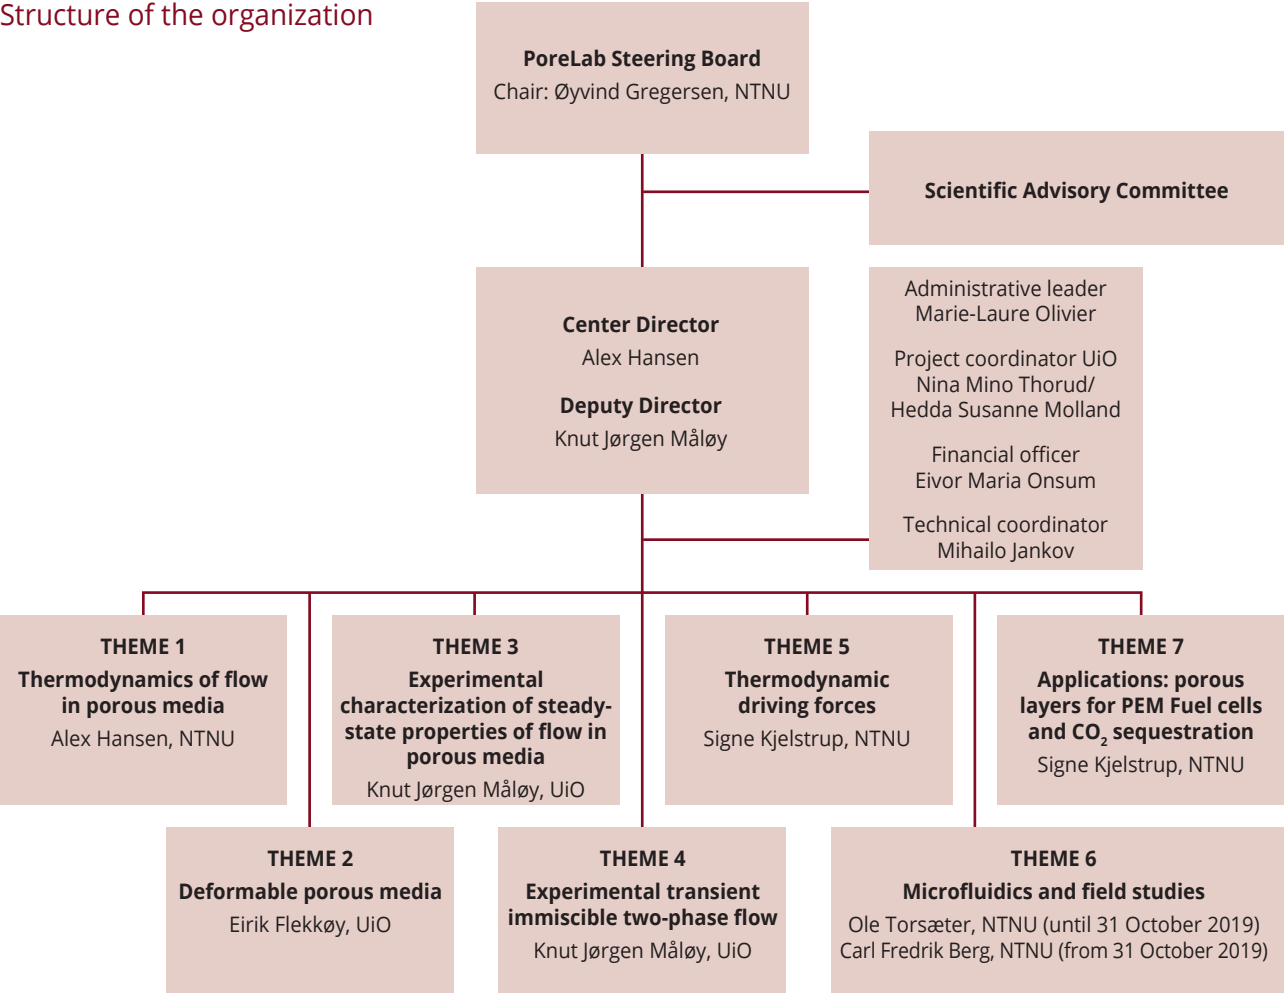 Structure of the organization
PoreLab Steering Board
Chair: Øyvind Gregersen, NTNU
Scientific Advisory Committee
Center Director
Alex Hansen
Deputy Director
Knut Jørgen Måløy
Administrative leader
Marie-Laure Olivier
Project coordinator UiO
Nina Mino Thorud/
Hedda Susanne Molland
Financial officer
Eivor Maria Onsum
Technical coordinator
Mihailo Jankov
THEME 1
Thermodynamics of flow
in porous media
Alex Hansen, NTNU
THEME 2
Deformable porous media
Eirik Flekkøy, UiO
THEME 3
Experimental
characterization of steady-
state properties of flow in
porous media
Knut Jørgen Måløy, UiO
THEME 4
Experimental transient
immiscible two-phase flow
Knut Jørgen Måløy, UiO
THEME 5
Thermodynamic
driving forces
Signe Kjelstrup, NTNU
THEME 6
Microfluidics and field studies
Ole Torsæter, NTNU (until 31 October 2019)
Carl Fredrik Berg, NTNU (from 31 October 2019)
THEME 7
Applications: porous
layers for PEM Fuel cells
and CO₂ sequestration
Signe Kjelstrup, NTNU